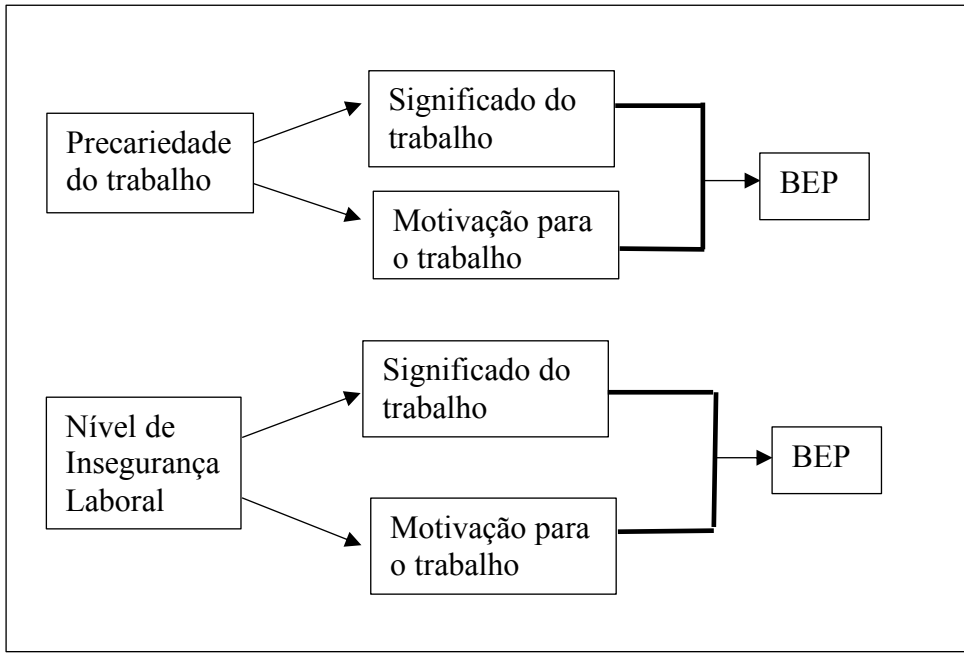 Precariedade
do trabalho
Significado do
trabalho
Motivação para
o trabalho
BEP
Nível de
Insegurança
Laboral
Significado do
trabalho
Motivação para
o trabalho
BEP